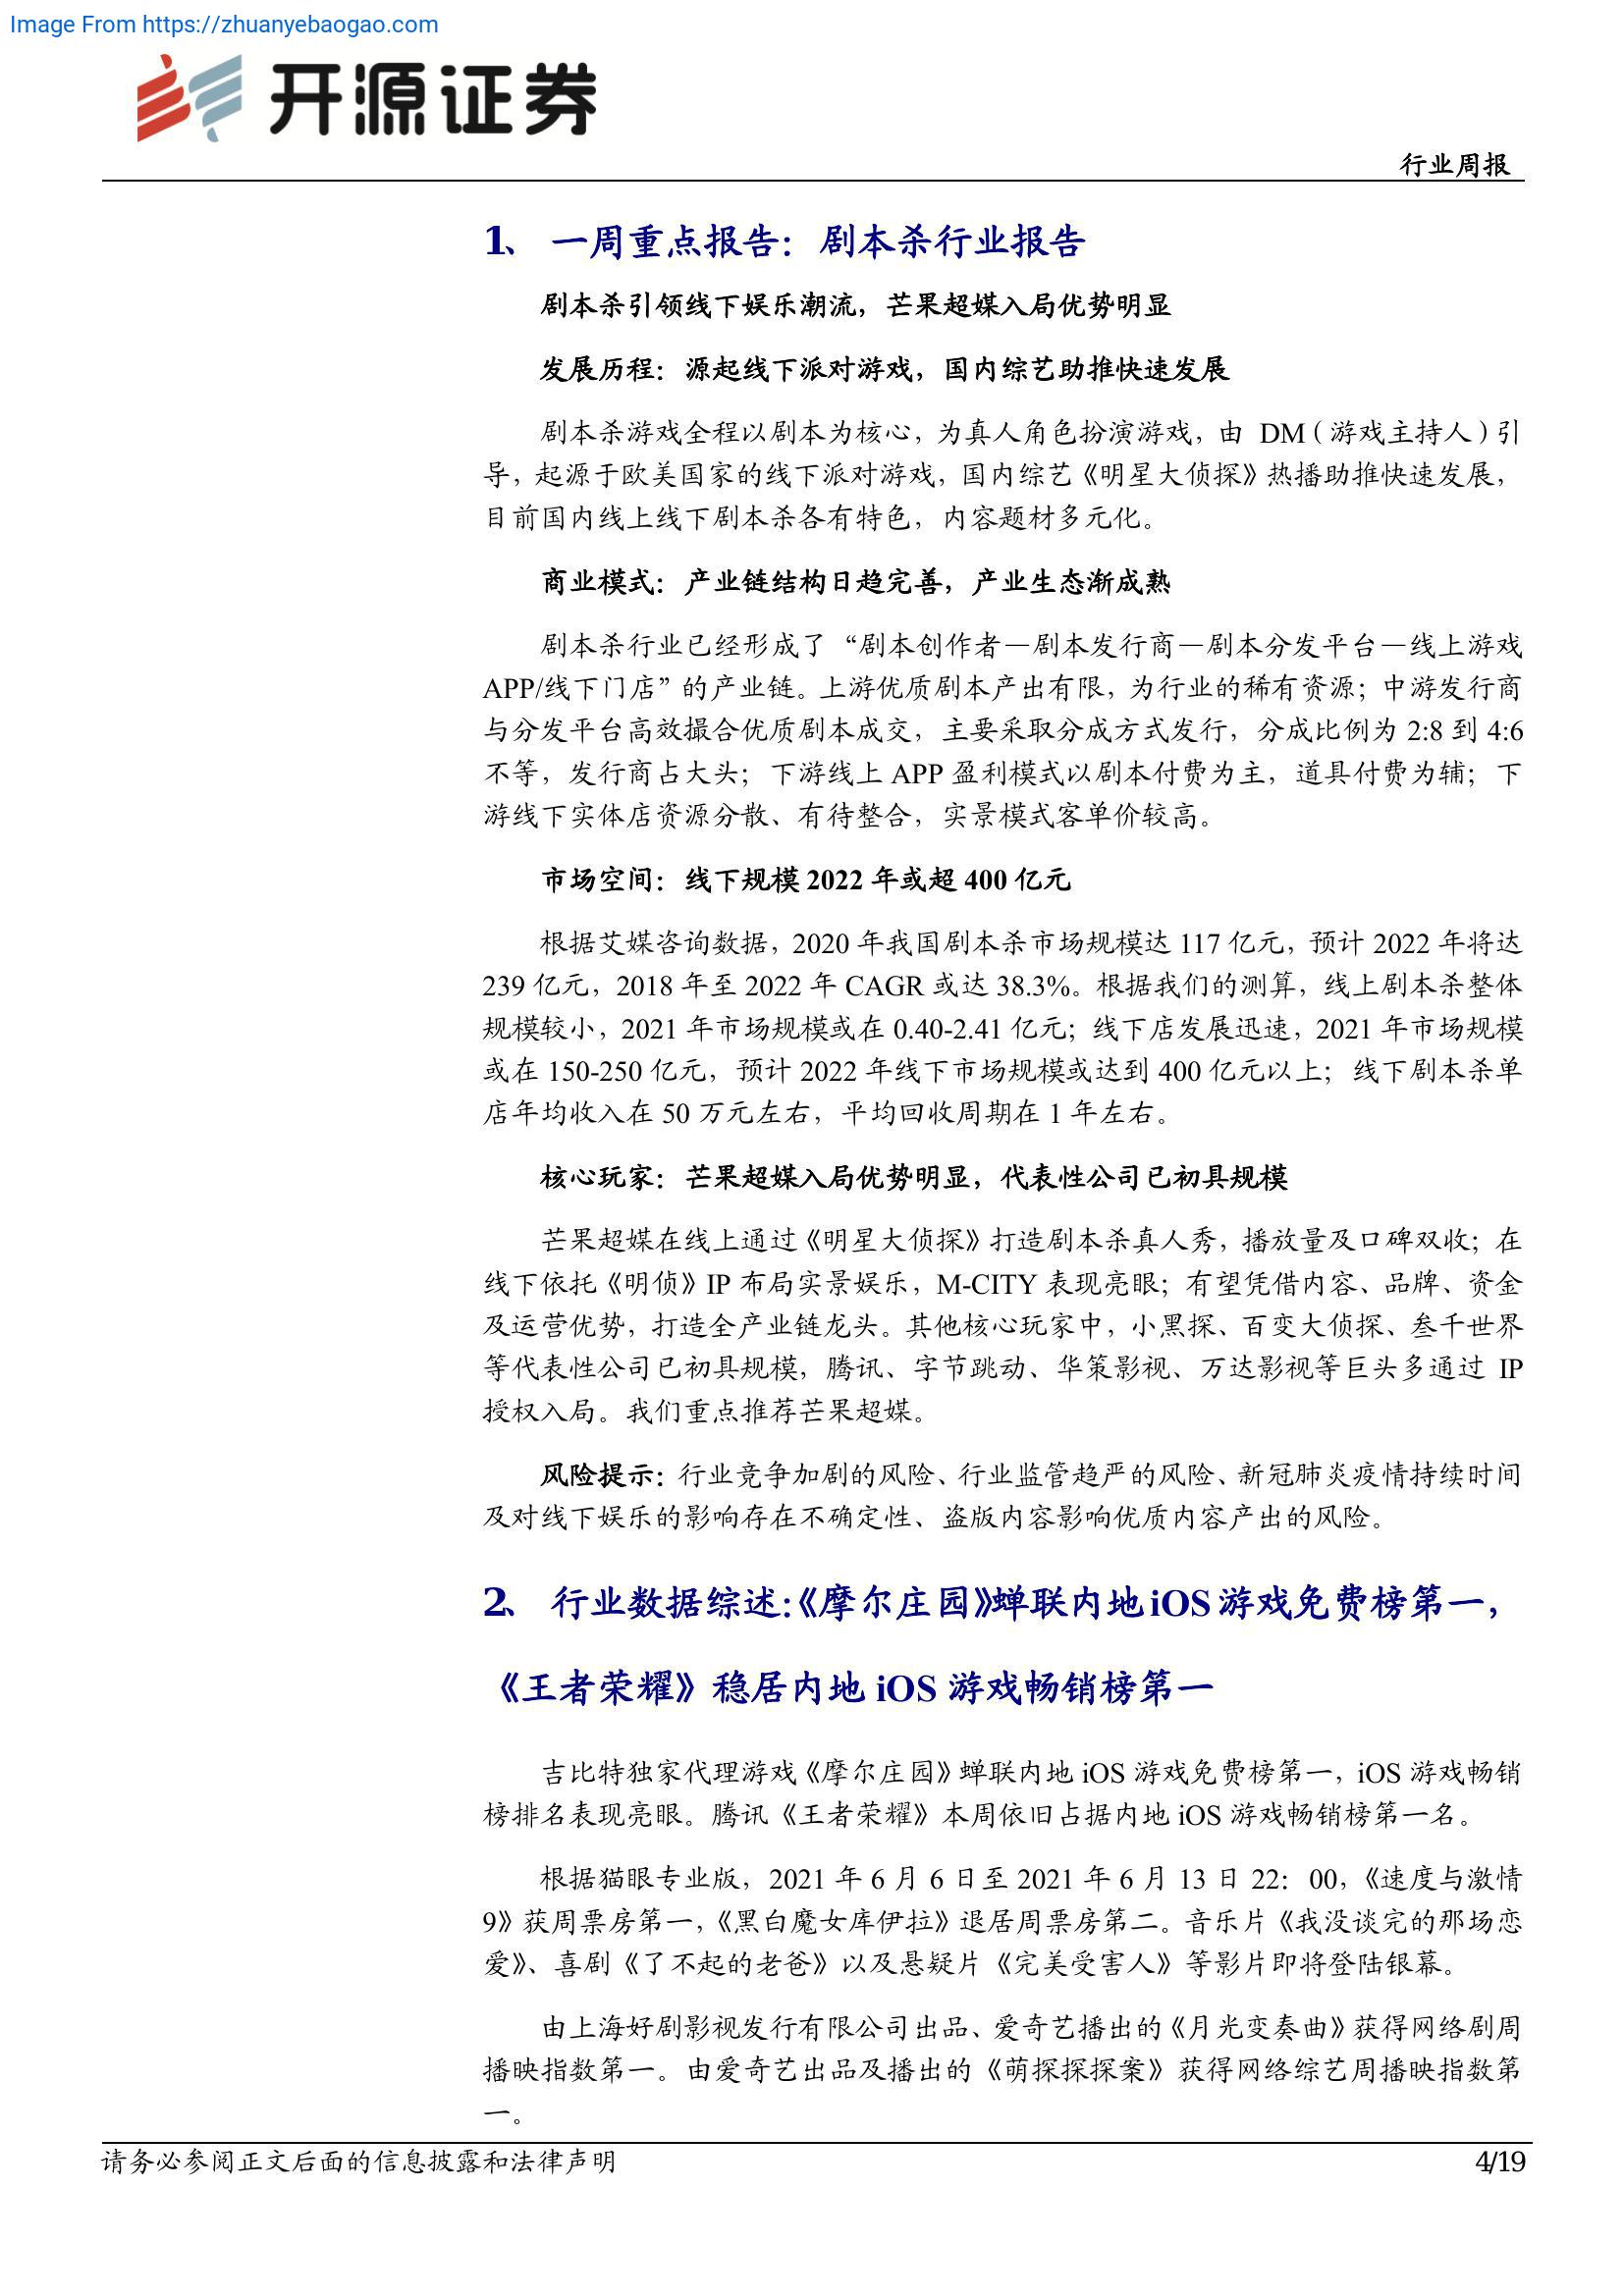 Image From https://zhuanyebaogao.com
开源证券
行业周报
1、 一周重点报告：剧本杀行业报告
剧本杀引领线下娱乐潮流，芒果超媒入局优势明显
发展历程：源起线下派对游戏，国内综艺助推快速发展
剧本杀游戏全程以剧本为核心，为真人角色扮演游戏，由 DM（游戏主持人）引
导，起源于欧美国家的线下派对游戏，国内综艺《明星大侦探》热播助推快速发展，
目前国内线上线下剧本杀各有特色，内容题材多元化。
商业模式：产业链结构日趋完善，产业生态渐成熟
剧本杀行业已经形成了“剧本创作者—剧本发行商—剧本分发平台—线上游戏
APP/线下门店”的产业链。上游优质剧本产出有限，为行业的稀有资源；中游发行商
与分发平台高效撮合优质剧本成交，主要采取分成方式发行，分成比例为 2:8 到 4:6
不等，发行商占大头；下游线上 APP 盈利模式以剧本付费为主，道具付费为辅；下
游线下实体店资源分散、有待整合，实景模式客单价较高。
市场空间：线下规模 2022 年或超 400 亿元
根据艾媒咨询数据，2020 年我国剧本杀市场规模达 117 亿元，预计 2022 年将达
239 亿元，2018 年至 2022 年 CAGR 或达 38.3%。根据我们的测算，线上剧本杀整体
规模较小，2021 年市场规模或在 0.40-2.41 亿元；线下店发展迅速，2021 年市场规模
或在 150-250 亿元，预计 2022 年线下市场规模或达到 400 亿元以上；线下剧本杀单
店年均收入在 50 万元左右，平均回收周期在 1 年左右。
核心玩家：芒果超媒入局优势明显，代表性公司已初具规模
芒果超媒在线上通过《明星大侦探》打造剧本杀真人秀，播放量及口碑双收；在
线下依托《明侦》IP 布局实景娱乐，M-CITY 表现亮眼；有望凭借内容、品牌、资金
及运营优势，打造全产业链龙头。其他核心玩家中，小黑探、百变大侦探、叁千世界
等代表性公司已初具规模，腾讯、字节跳动、华策影视、万达影视等巨头多通过 IP
授权入局。我们重点推荐芒果超媒。
风险提示：行业竞争加剧的风险、行业监管趋严的风险、新冠肺炎疫情持续时间
及对线下娱乐的影响存在不确定性、盗版内容影响优质内容产出的风险。
2、 行业数据综述：《摩尔庄园》蝉联内地 iOS 游戏免费榜第一，
《王者荣耀》稳居内地 iOS 游戏畅销榜第一
吉比特独家代理游戏《摩尔庄园》蝉联内地 iOS 游戏免费榜第一，iOS 游戏畅销
榜排名表现亮眼。腾讯《王者荣耀》本周依旧占据内地 iOS 游戏畅销榜第一名。
根据猫眼专业版，2021 年 6 月 6 日至 2021 年 6 月 13 日 22：00，《速度与激情
9》获周票房第一，《黑白魔女库伊拉》退居周票房第二。音乐片《我没谈完的那场恋
爱》、喜剧《了不起的老爸》以及悬疑片《完美受害人》等影片即将登陆银幕。
由上海好剧影视发行有限公司出品、爱奇艺播出的《月光变奏曲》获得网络剧周
播映指数第一。由爱奇艺出品及播出的《萌探探探案》获得网络综艺周播映指数第
一。
请务必参阅正文后面的信息披露和法律声明
4/19